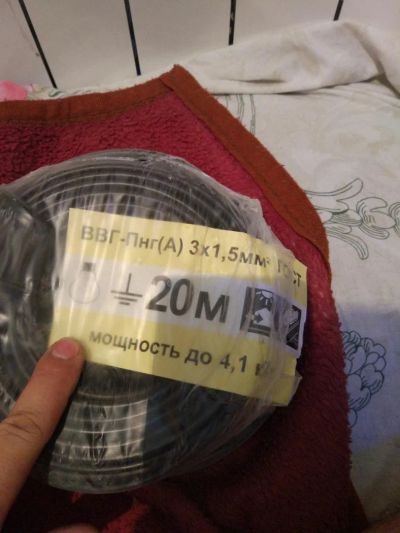 ВВГ-Пнг(А) 3х1,5мм² ГОСТ
20м
мощность до 4,1